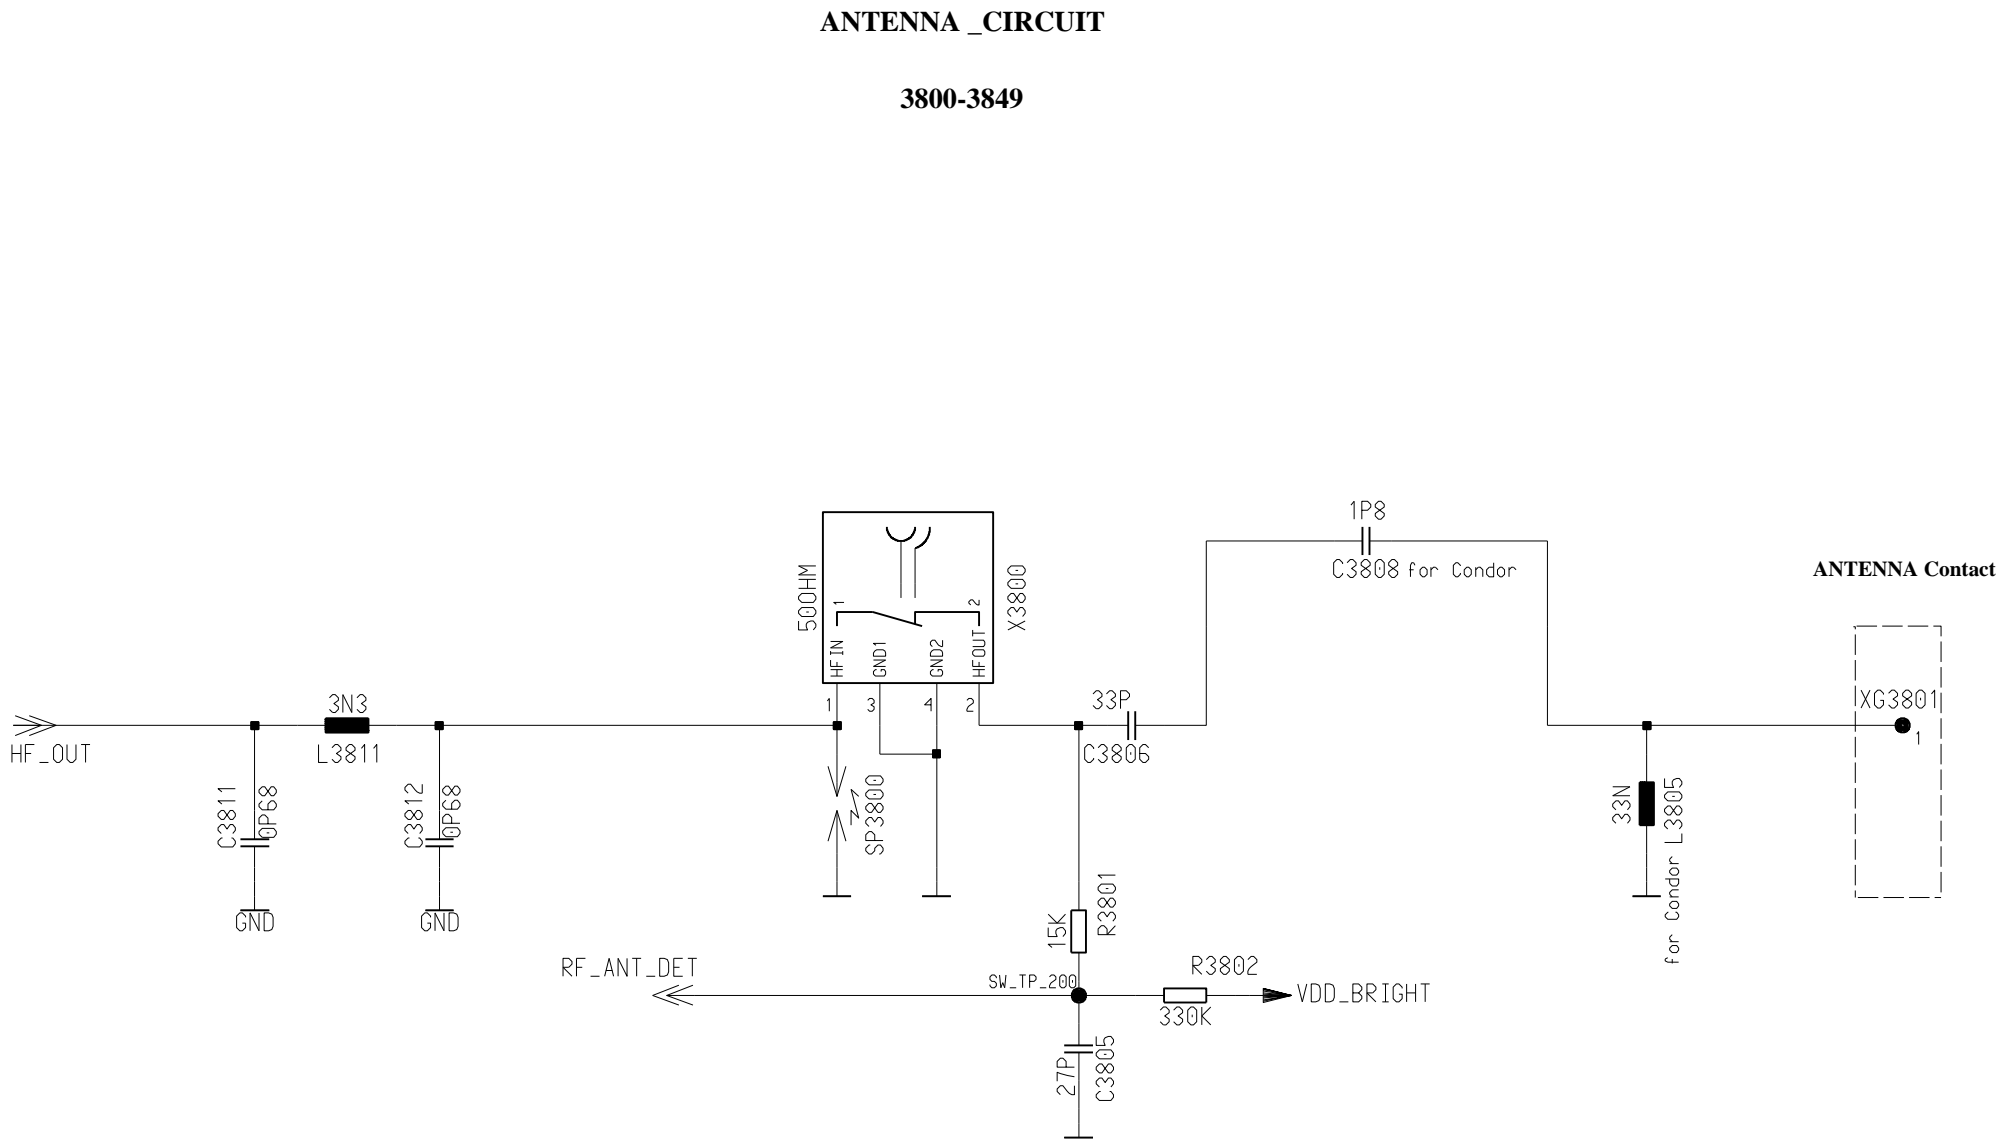 ANTENNA _CIRCUIT
3800-3849
1P8
C3808 for Condor
ANTENNA Contact
50OHM
X3800
1
2
HFIN
GND1
GND2
HFOUT
1
3
4
2
3N3
L3811
HF_OUT
33P
C3806
XG3801
1
C3811
0P68
C3812
0P68
GND
GND
SP3800
33N
for Condor L3805
15K
R3801
RF_ANT_DET
SW_TP_200
R3802
330K
VDD_BRIGHT
27P
C3805